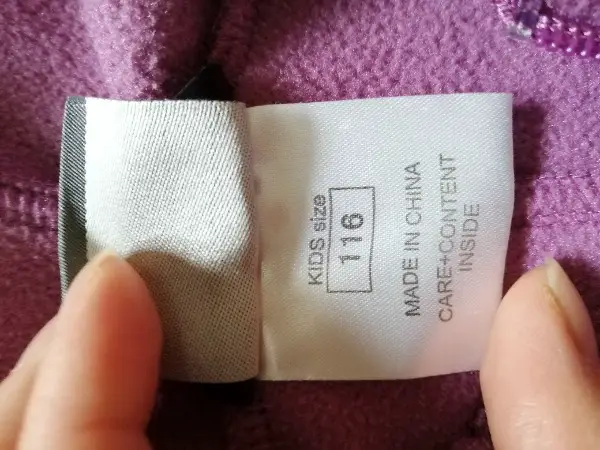 KIDS size
116
MADE IN CHINA
CARE+CONTENT
INSIDE